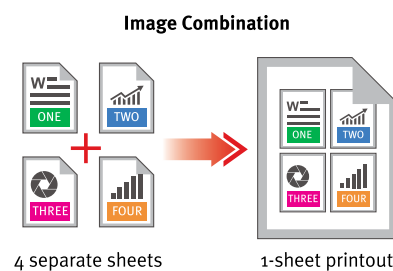 Image Combination
W
ONE
TWO
THREE
FOUR
W
ONE
TWO
THREE
FOUR
4 separate sheets
1-sheet printout